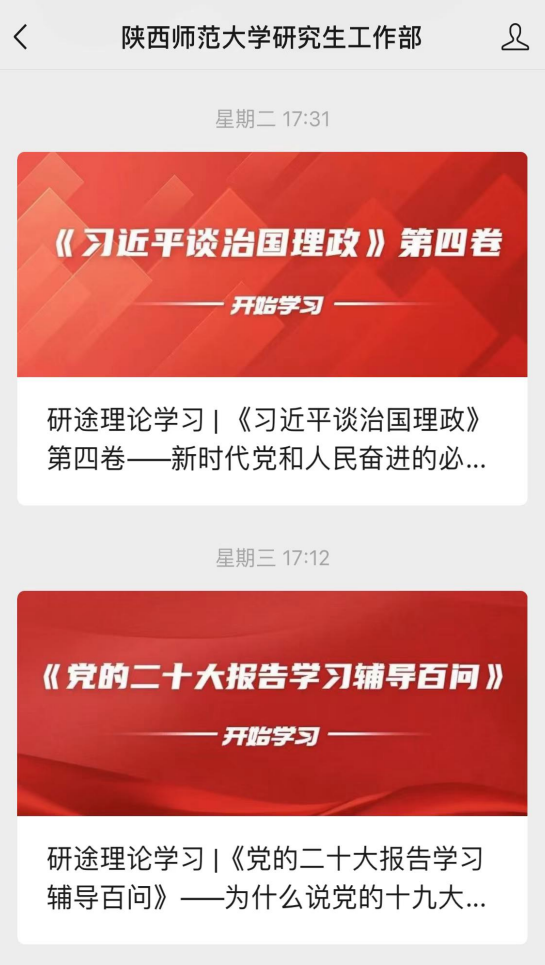 陕西师范大学研究生工作部
星期二 17:31
《习近平谈治国理政》第四卷
开始学习
研途理论学习 | 《习近平谈治国理政》
第四卷——新时代党和人民奋进的必...
星期三 17:12
《党的二十大报告学习辅导百问》
开始学习
研途理论学习 |《党的二十大报告学习
辅导百问》——为什么说党的十九大...